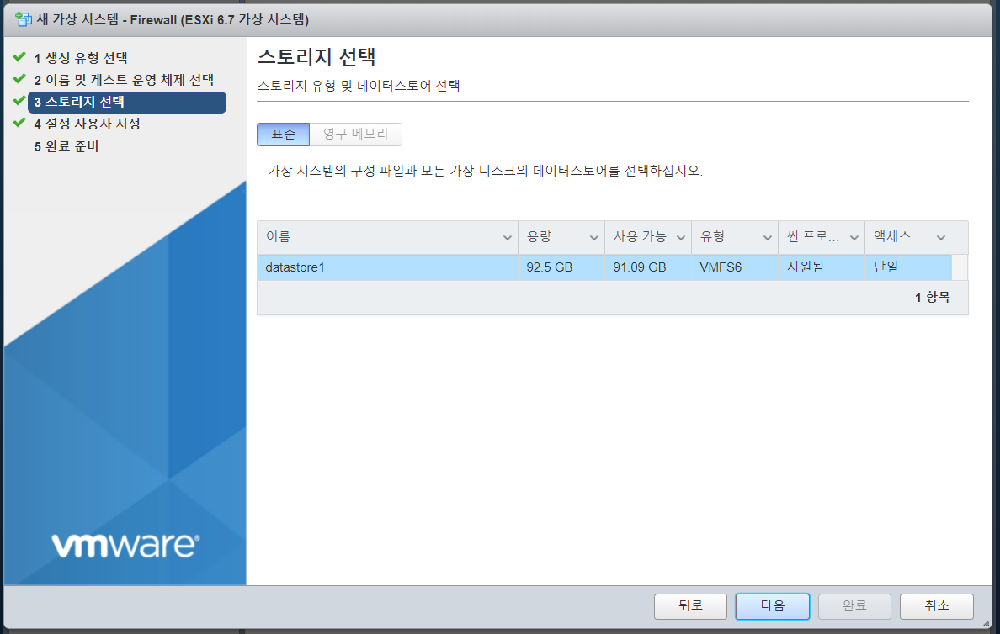 새 가상 시스템 - Firewall (ESXi 6.7 가상 시스템)
1 생성 유형 선택
2 이름 및 게스트 운영 체제 선택
3 스토리지 선택
4 설정 사용자 지정
5 완료 준비
vmware®
스토리지 선택
스토리지 유형 및 데이터스토어 선택
표준 영구 메모리
가상 시스템의 구성 파일과 모든 가상 디스크의 데이터스토어를 선택하십시오.
이름 용량 사용 가능 유형 씬 프로... 액세스
datastore1 92.5 GB 91.09 GB VMFS6 지원됨 단일
1 항목
뒤로 다음 완료 취소